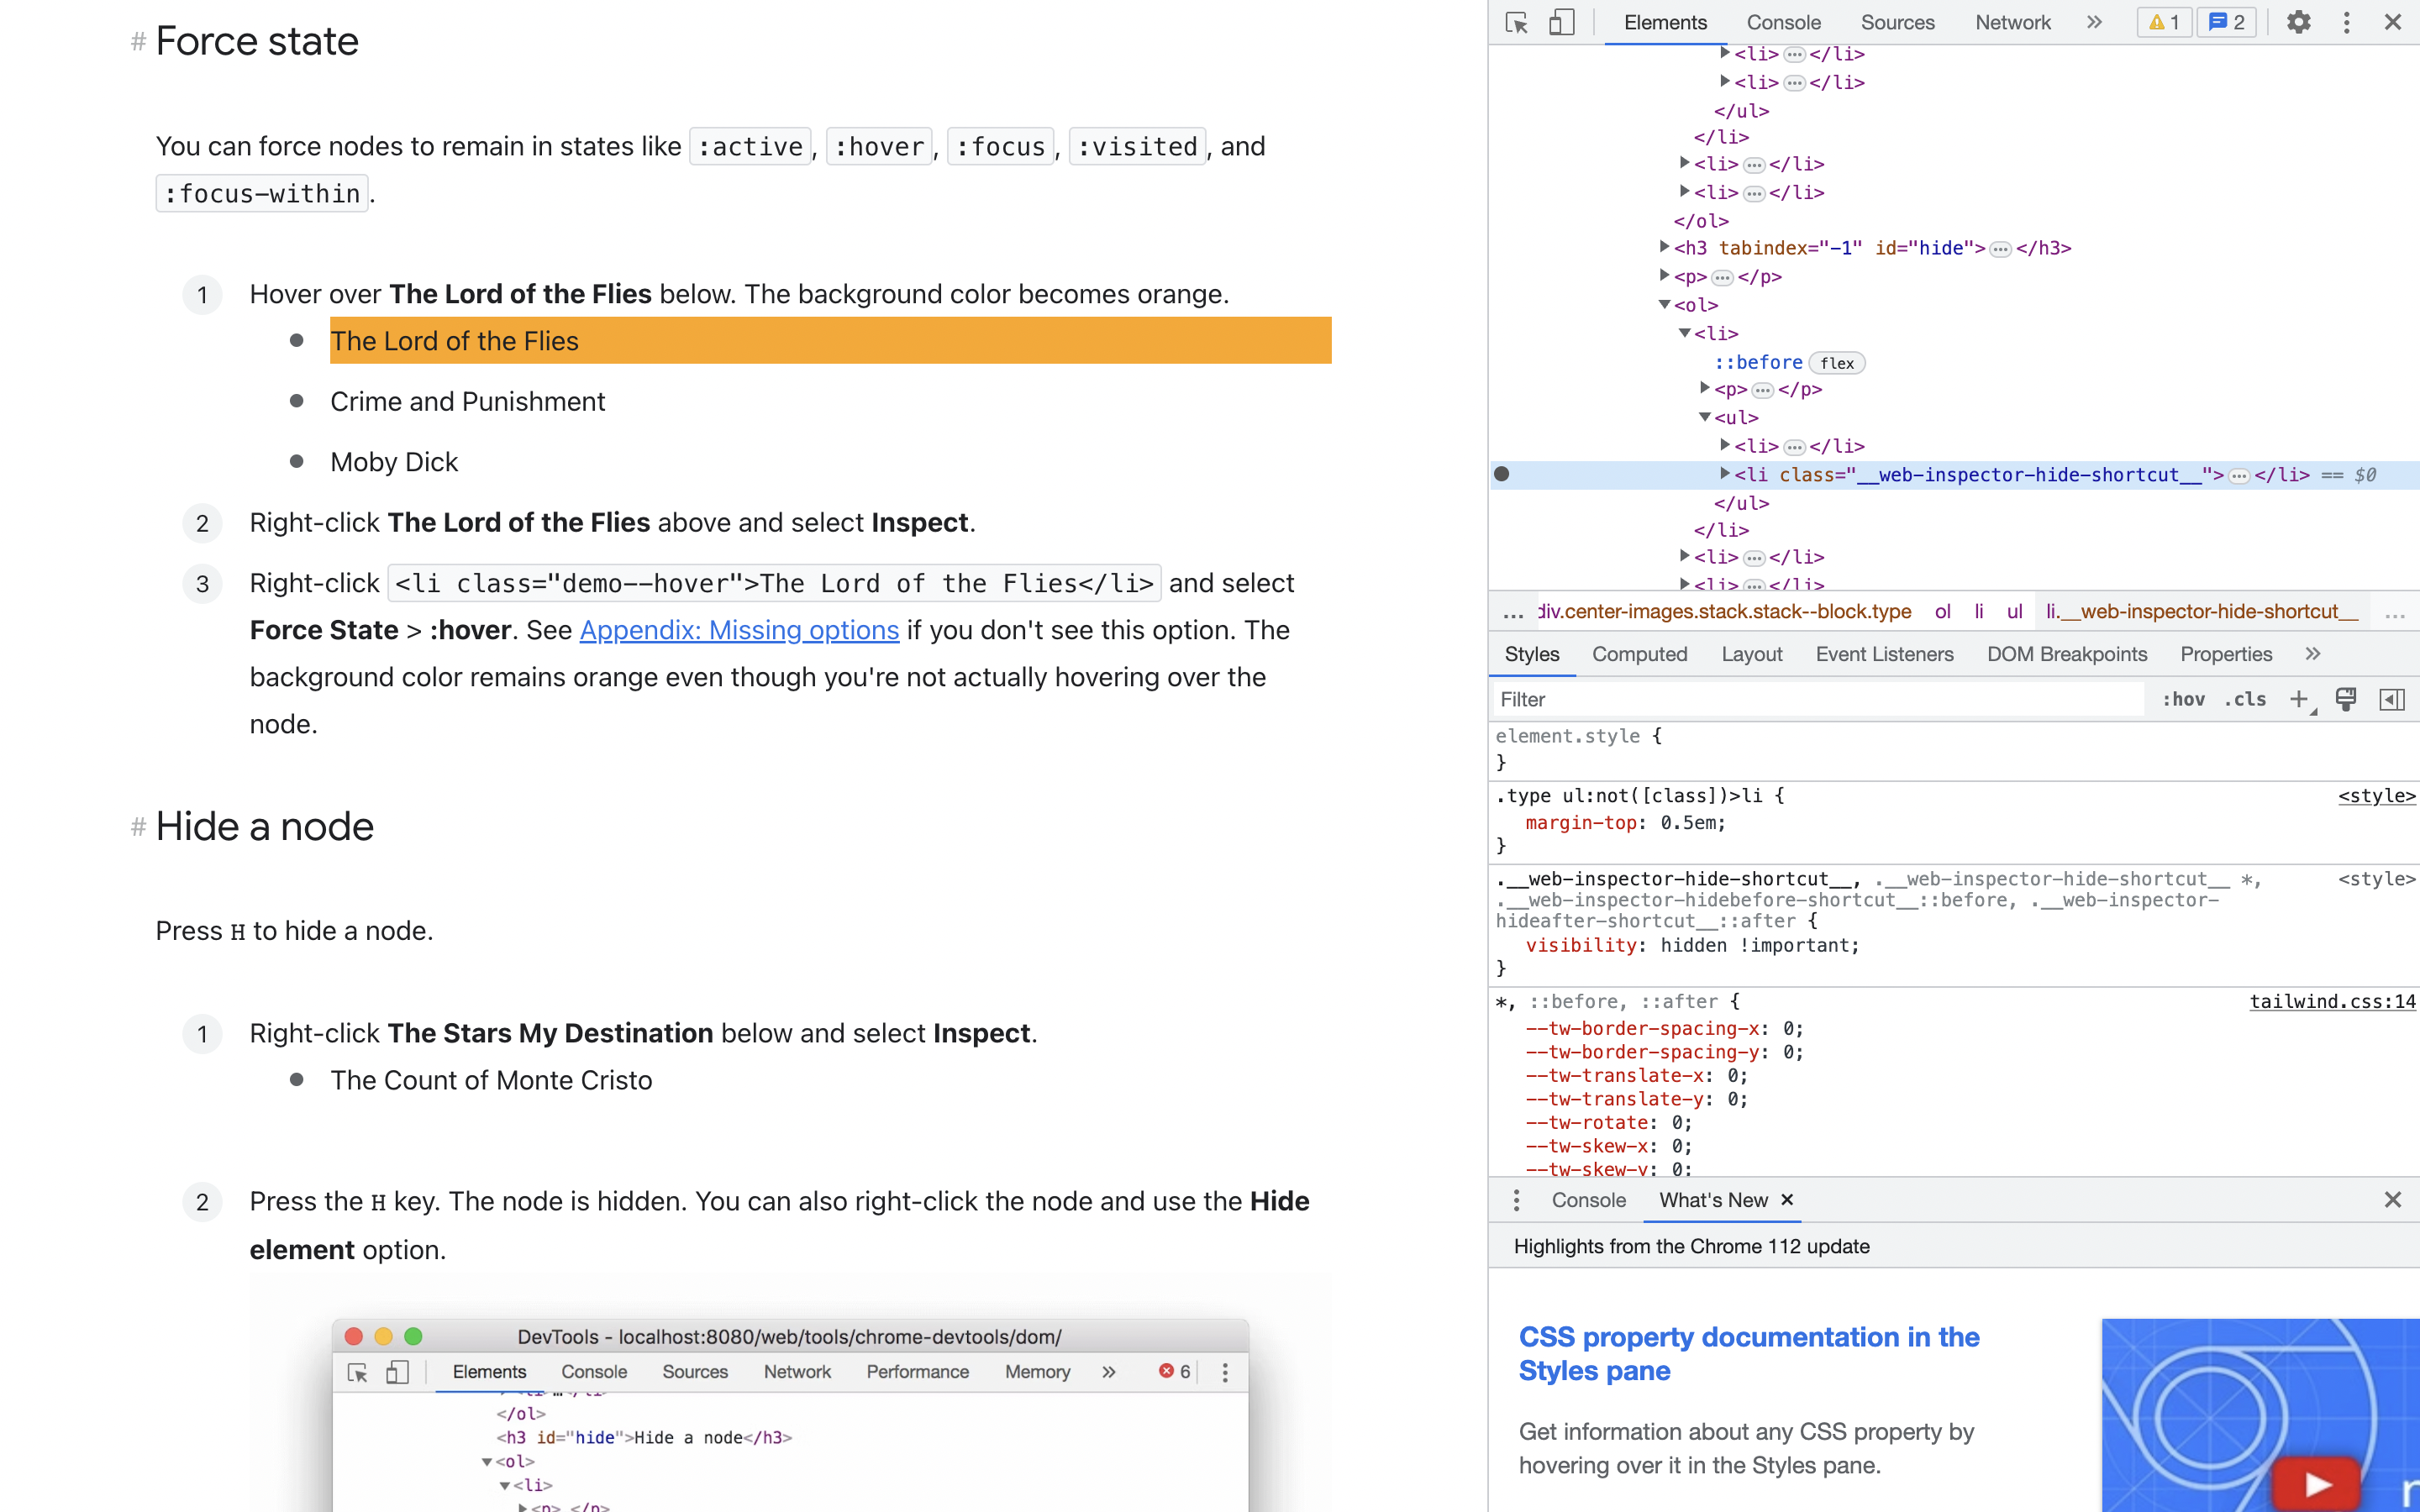 # Force state
You can force nodes to remain in states like :active, :hover, :focus, :visited, and
:focus-within.
1 Hover over The Lord of the Flies below. The background color becomes orange.
The Lord of the Flies
Crime and Punishment
Moby Dick
2 Right-click The Lord of the Flies above and select Inspect.
3 Right-click <li class="demo--hover">The Lord of the Flies</li> and select
Force State > :hover. See Appendix: Missing options if you don't see this option. The
background color remains orange even though you're not actually hovering over the
node.
# Hide a node
Press H to hide a node.
1 Right-click The Stars My Destination below and select Inspect.
The Count of Monte Cristo
2 Press the H key. The node is hidden. You can also right-click the node and use the Hide
element option.
DevTools - localhost:8080/web/tools/chrome-devtools/dom/
Elements Console Sources Network Performance Memory » 6
</ol>
<h3 id="hide">Hide a node</h3>
<ol>
<li>
<p> </p>
Elements Console Sources Network » 1 2
<li>…</li>
<li>…</li>
</ul>
</li>
<li>…</li>
<li>…</li>
</ol>
<h3 tabindex="-1" id="hide">…</h3>
<p>…</p>
<ol>
<li>
::before flex
<p>…</p>
<ul>
<li>…</li>
<li class="__web-inspector-hide-shortcut__">…</li> == $0
</ul>
</li>
<li>…</li>
<li>…</li>
… div.center-images.stack.stack--block.type ol li ul li.__web-inspector-hide-shortcut__ …
Styles Computed Layout Event Listeners DOM Breakpoints Properties »
Filter :hov .cls +
element.style {
}
.type ul:not([class])>li { <style>
margin-top: 0.5em;
}
.__web-inspector-hide-shortcut__, .__web-inspector-hide-shortcut__ *, <style>
.__web-inspector-hidebefore-shortcut__::before, .__web-inspector-
hideafter-shortcut__::after {
visibility: hidden !important;
}
*, ::before, ::after { tailwind.css:14
--tw-border-spacing-x: 0;
--tw-border-spacing-y: 0;
--tw-translate-x: 0;
--tw-translate-y: 0;
--tw-rotate: 0;
--tw-skew-x: 0;
--tw-skew-y: 0;
Console What's New ×
Highlights from the Chrome 112 update
CSS property documentation in the
Styles pane
Get information about any CSS property by
hovering over it in the Styles pane.